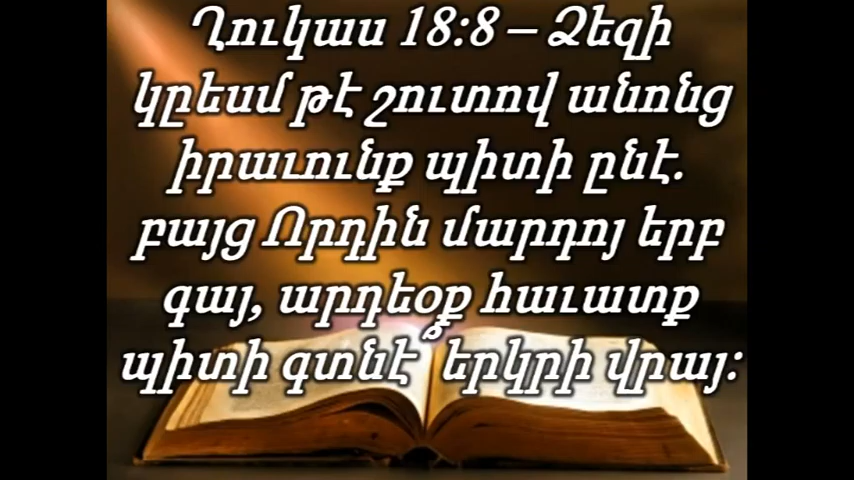 Ղուկաս 18:8 – Ձեզի
կըեսմ թէ շուտով անոնց
իրաւունք պիտի ընէ.
բայց Որդին մարդոյ երբ
գայ, արդեօք հաւատք
պիտի գտնէ՞ երկրի վրայ: